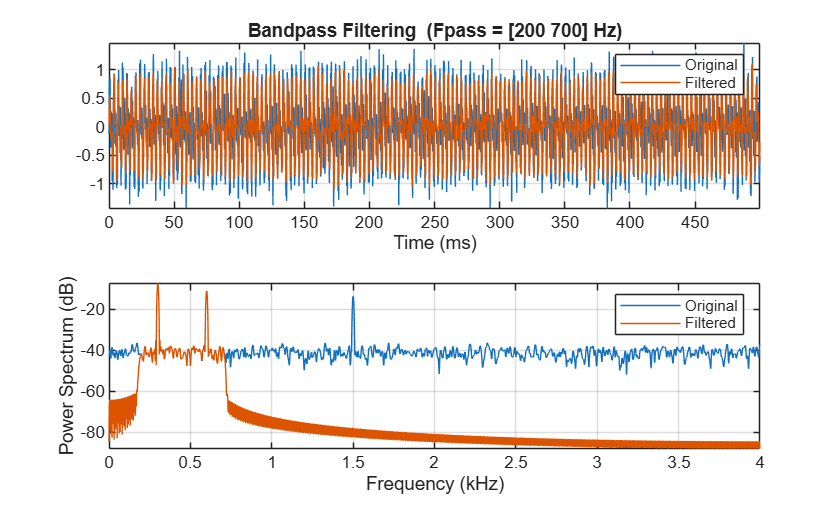 Bandpass Filtering  (Fpass = [200 700] Hz)
Original
Filtered
1
0.5
0
-0.5
-1
0 50 100 150 200 250 300 350 400 450
Time (ms)
Power Spectrum (dB)
Original
Filtered
-20
-40
-60
-80
0 0.5 1 1.5 2 2.5 3 3.5 4
Frequency (kHz)